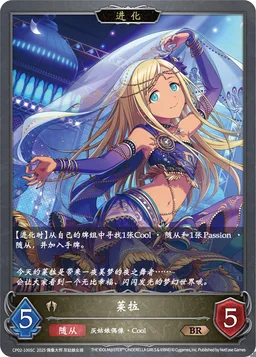 进化
【进化时】从自己的牌组中寻找1张Cool·随从和1张Passion·
随从，并加入手牌。
今天的莱拉是带来一夜美梦的夜之舞者……
会让大家看到一个无比幸福、闪闪发光的梦幻世界哦。
莱拉
5
随从
灰姑娘偶像·Cool
BR
5